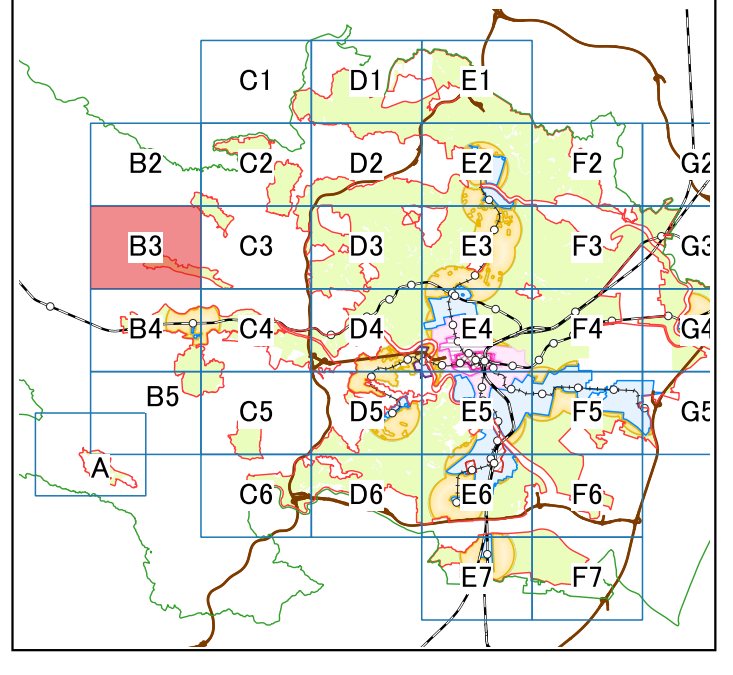 C1 D1 E1
B2 C2 D2 E2 F2 G2
B3 C3 D3 E3 F3 G3
B4 C4 D4 E4 F4 G4
B5 C5 D5 E5 F5 G5
A C6 D6 E6 F6
E7 F7